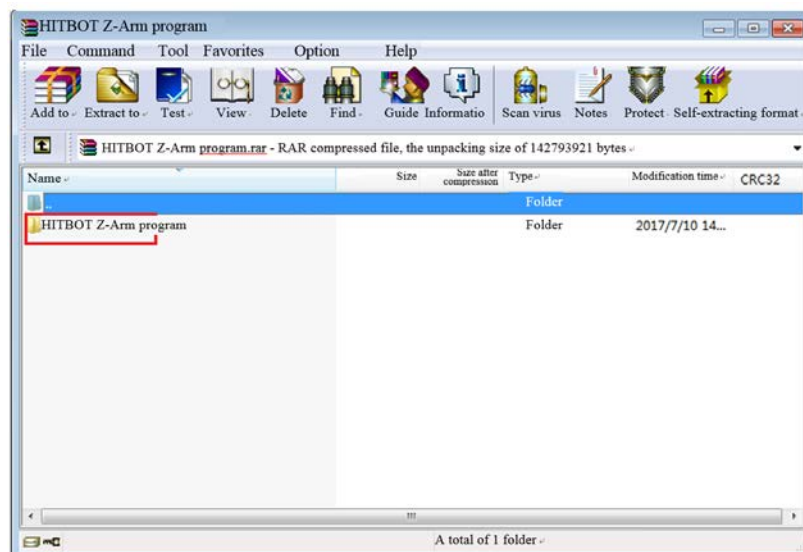 HITBOT Z-Arm program
File Command Tool Favorites Option Help
Add to Extract to Test View Delete Find Guide Informatio Scan virus Notes Protect Self-extracting format
HITBOT Z-Arm program.rar - RAR compressed file, the unpacking size of 142793921 bytes
Name Size Size after compression Type Modification time CRC32
.. Folder
HITBOT Z-Arm program Folder 2017/7/10 14...
A total of 1 folder